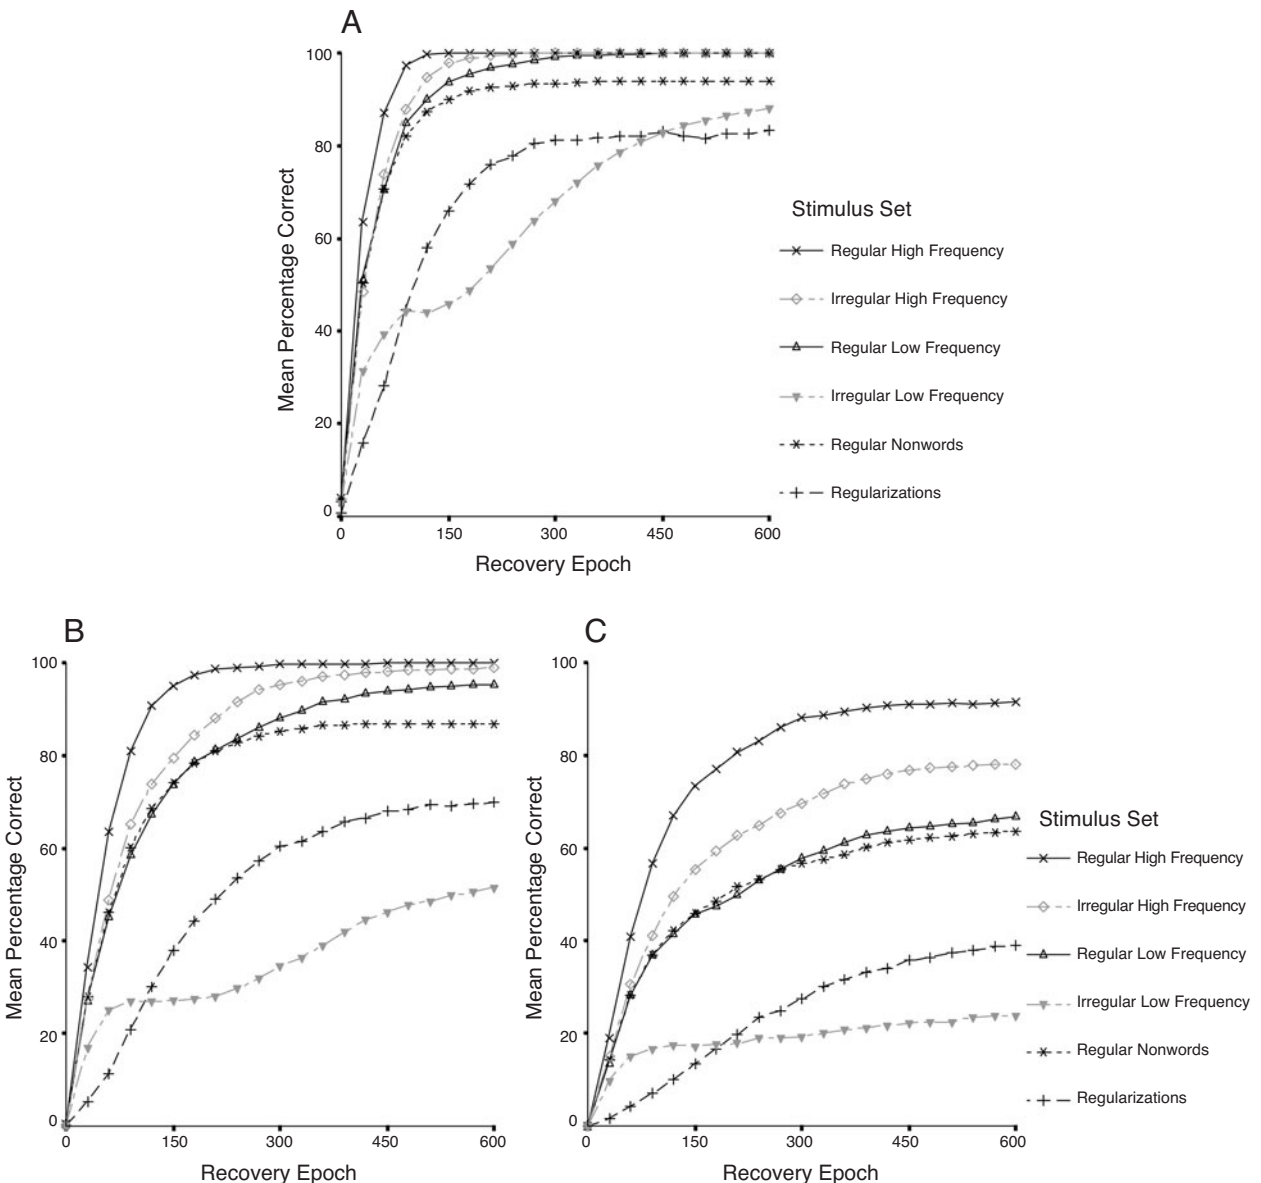 A
100
80
60
40
20
0
0 150 300 450 600
Mean Percentage Correct
Recovery Epoch
Stimulus Set
Regular High Frequency
Irregular High Frequency
Regular Low Frequency
Irregular Low Frequency
Regular Nonwords
Regularizations
B
100
80
60
40
20
0
0 150 300 450 600
Mean Percentage Correct
Recovery Epoch
C
100
80
60
40
20
0
0 150 300 450 600
Mean Percentage Correct
Recovery Epoch
Stimulus Set
Regular High Frequency
Irregular High Frequency
Regular Low Frequency
Irregular Low Frequency
Regular Nonwords
Regularizations